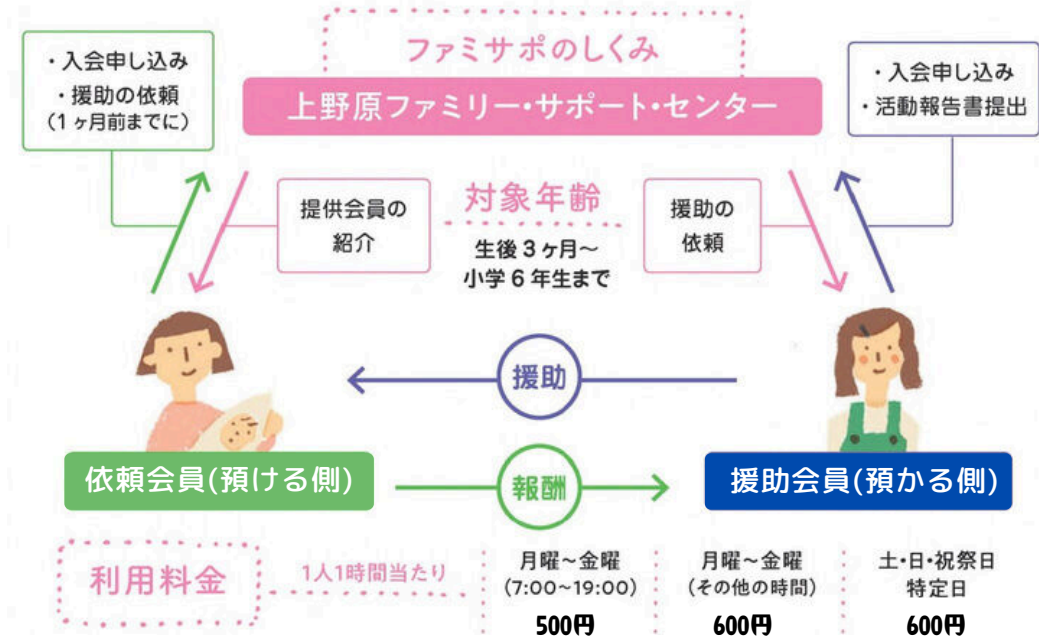 ファミサポのしくみ
上野原ファミリー・サポート・センター
・入会申し込み
・援助の依頼
（1ヶ月前までに）
・入会申し込み
・活動報告書提出
提供会員の
紹介
対象年齢
生後3ヶ月〜
小学6年生まで
援助の
依頼
援助
依頼会員(預ける側)
報酬
援助会員(預かる側)
利用料金
1人1時間当たり
月曜〜金曜
(7:00~19:00)
500円
月曜〜金曜
(その他の時間)
600円
土・日・祝祭日
特定日
600円